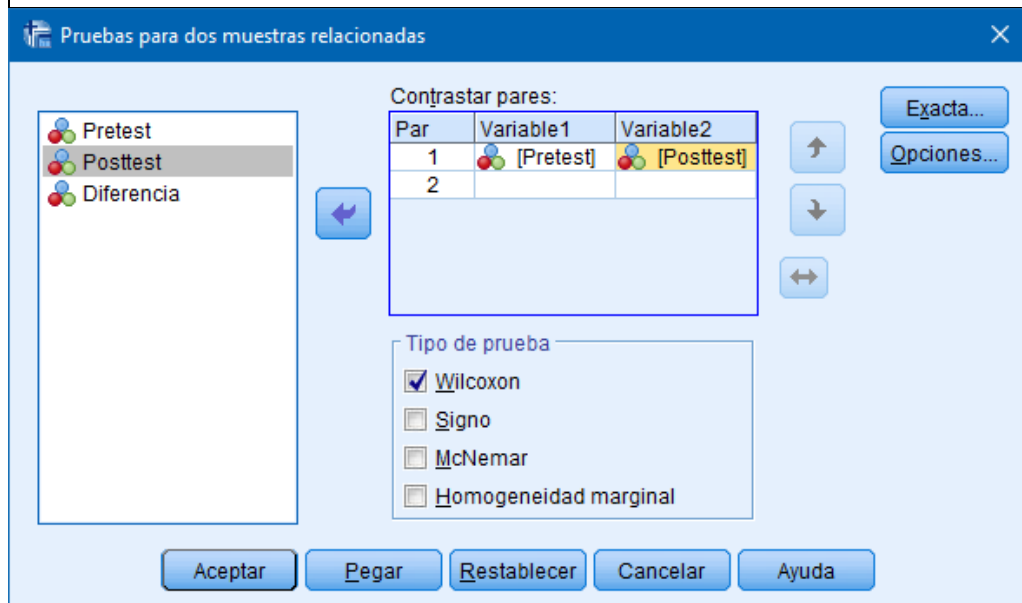 Pruebas para dos muestras relacionadas
Pretest
Posttest
Diferencia
Contrastar pares:
Par Variable1 Variable2
1 [Pretest] [Posttest]
2
Exacta...
Opciones...
Tipo de prueba
Wilcoxon
Signo
McNemar
Homogeneidad marginal
Aceptar Pegar Restablecer Cancelar Ayuda